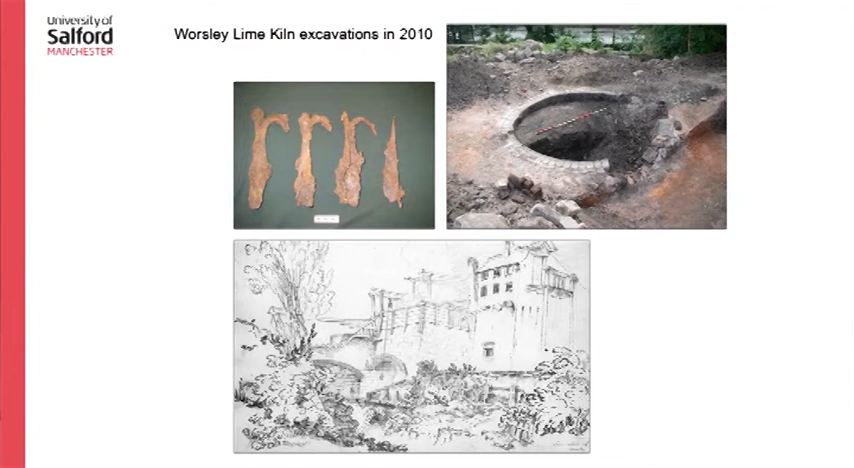 University of
Salford
MANCHESTER
Worsley Lime Kiln excavations in 2010